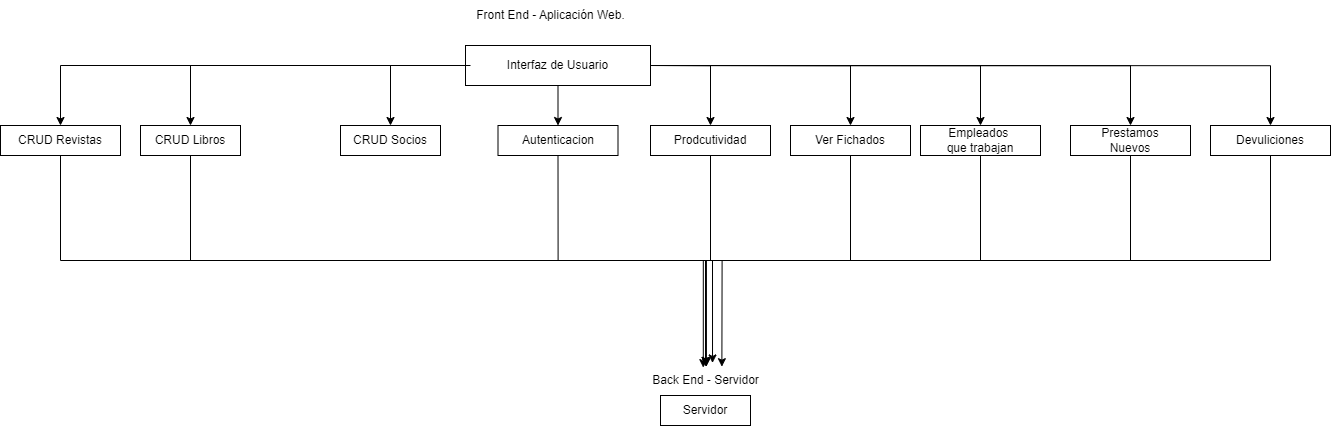 Front End - Aplicación Web.
Interfaz de Usuario
CRUD Revistas
CRUD Libros
CRUD Socios
Autenticacion
Prodcutividad
Ver Fichados
Empleados
que trabajan
Prestamos
Nuevos
Devuliciones
Back End - Servidor
Servidor